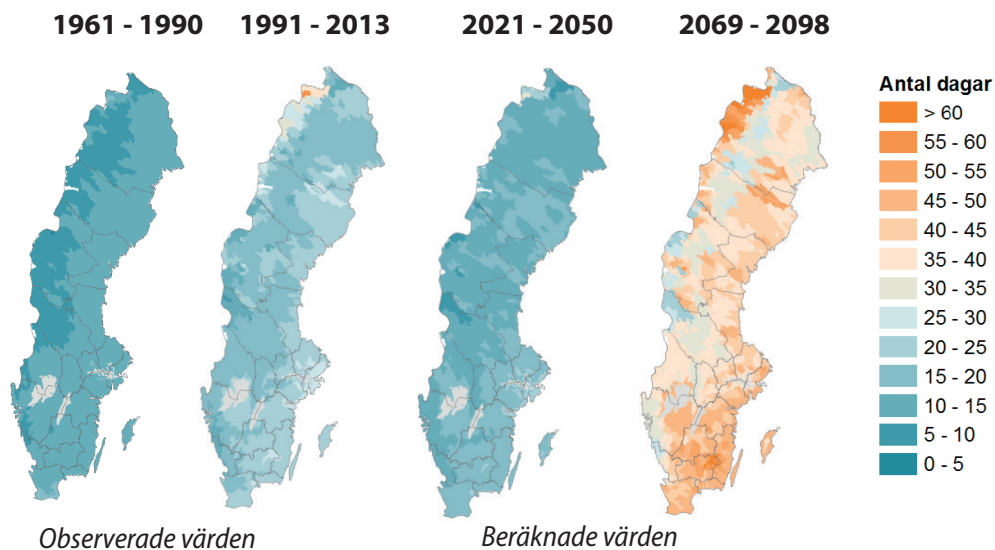 1961 - 1990
1991 - 2013
2021 - 2050
2069 - 2098
Antal dagar
> 60
55 - 60
50 - 55
45 - 50
40 - 45
35 - 40
30 - 35
25 - 30
20 - 25
15 - 20
10 - 15
5 - 10
0 - 5
Observerade värden
Beräknade värden